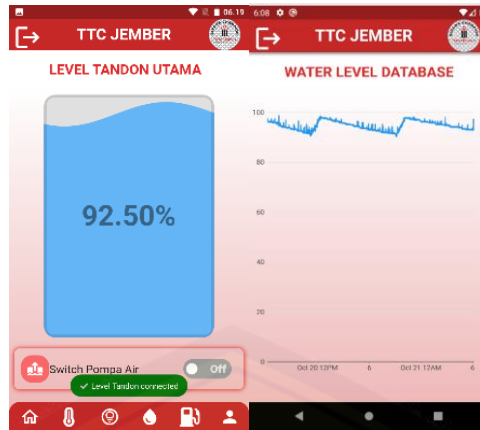 06.19
TTC JEMBER
LEVEL TANDON UTAMA
92.50%
Switch Pompa Air
Off
Level Tandon connected
6:08
TTC JEMBER
WATER LEVEL DATABASE
100
80
60
40
20
0
Oct 20 12PM
6
Oct 21 12AM
6